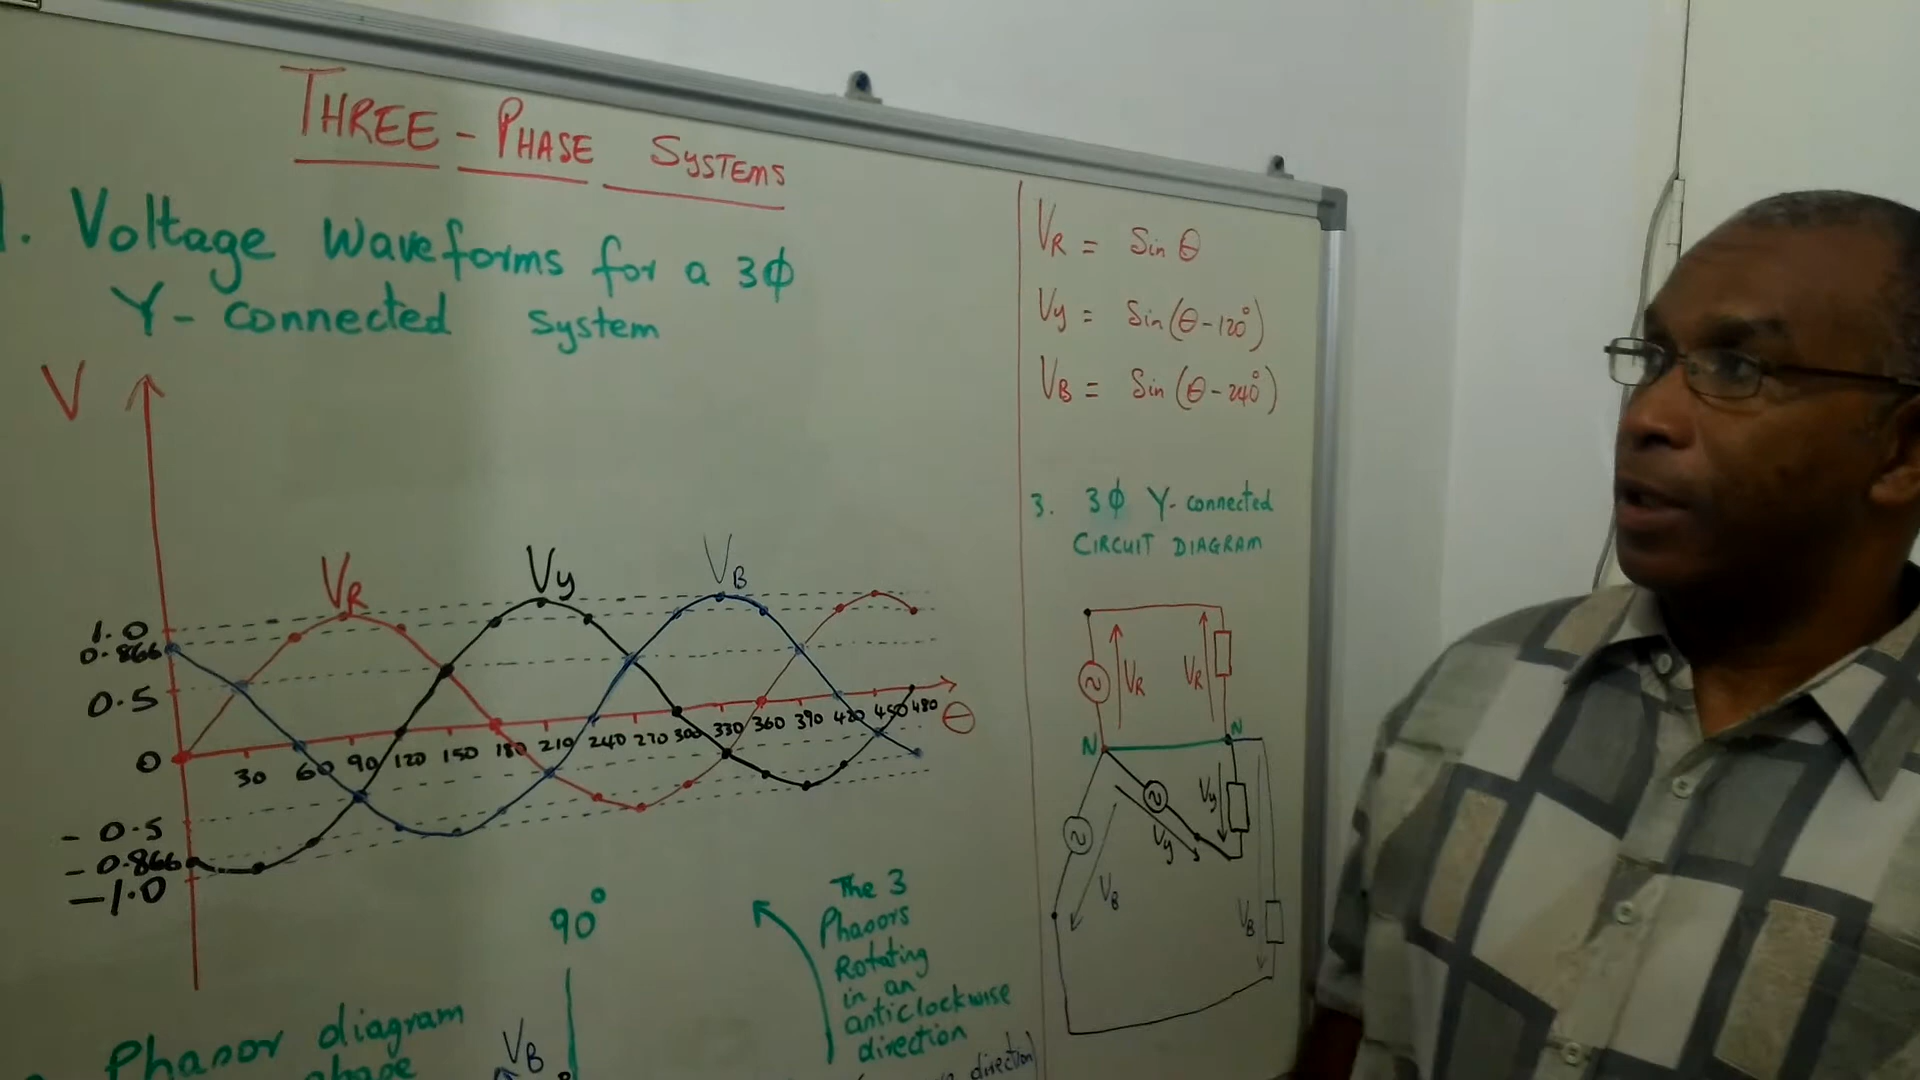 THREE - PHASE SYSTEMS
1. Voltage Waveforms for a 3ϕ
Y- connected system
V
VR
Vy
VB
1.0
0.866
0.5
0
30 60 90 120 150 180 210 240 270 300 330 360 390 420 450 480
θ
- 0.5
- 0.866
-1.0
90°
The 3
Phasors
Rotating
in an
anticlockwise
direction
direction)
Phasor diagram
VB
VR = Sin θ
Vy = Sin (θ-120°)
VB = Sin (θ-240°)
3. 3ϕ Y-connected
CIRCUIT DIAGRAM
VR
VR
N
N
Vy
Vy
VB
VB